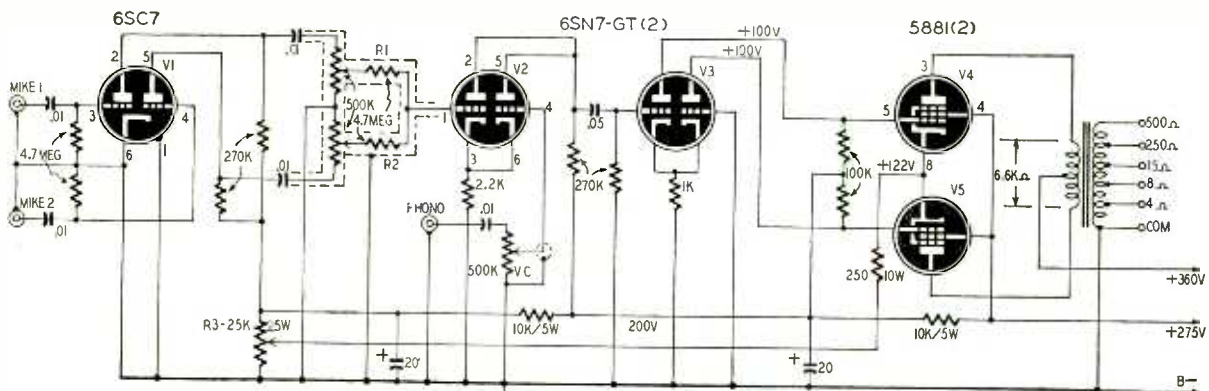 6SC7
6SN7-GT(2)
5881(2)
+100V
+100V
.01
R1
2
5
V1
2
5
V2
V3
3
V4
MIKE 1
.01
3
4
500K
4.7MEG
1
4
.05
5
4
4.7MEG
6
1
270K
R2
3
6
270K
1K
100K
+122V
8
6.6KΩ
500Ω
250Ω
15Ω
8Ω
4Ω
COM
MIKE 2
.01
.01
2.2K
PHONO
.01
V5
500K
VC
250
10W
+360V
R3-25K
25W
10K/5W
200V
10K/5W
+275V
+
20
+
20
B-